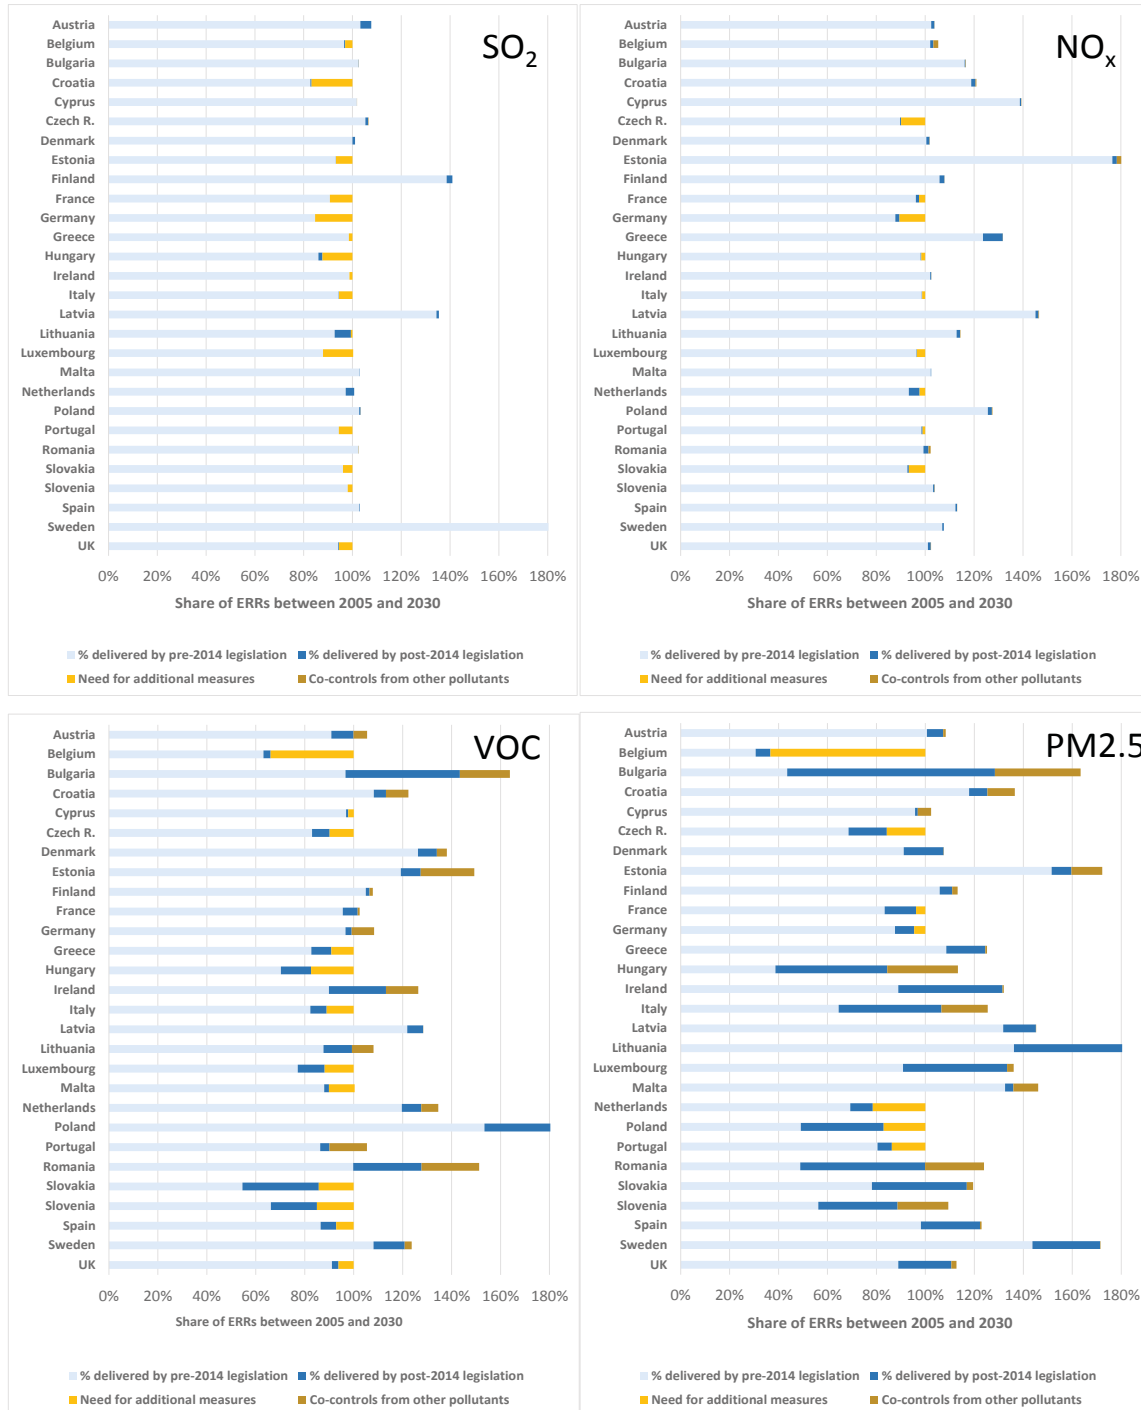 SO2
Austria
Belgium
Bulgaria
Croatia
Cyprus
Czech R.
Denmark
Estonia
Finland
France
Germany
Greece
Hungary
Ireland
Italy
Latvia
Lithuania
Luxembourg
Malta
Netherlands
Poland
Portugal
Romania
Slovakia
Slovenia
Spain
Sweden
UK
0% 20% 40% 60% 80% 100% 120% 140% 160% 180%
Share of ERRs between 2005 and 2030
% delivered by pre-2014 legislation % delivered by post-2014 legislation
Need for additional measures Co-controls from other pollutants
NOx
Austria
Belgium
Bulgaria
Croatia
Cyprus
Czech R.
Denmark
Estonia
Finland
France
Germany
Greece
Hungary
Ireland
Italy
Latvia
Lithuania
Luxembourg
Malta
Netherlands
Poland
Portugal
Romania
Slovakia
Slovenia
Spain
Sweden
UK
0% 20% 40% 60% 80% 100% 120% 140% 160% 180%
Share of ERRs between 2005 and 2030
% delivered by pre-2014 legislation % delivered by post-2014 legislation
Need for additional measures Co-controls from other pollutants
VOC
Austria
Belgium
Bulgaria
Croatia
Cyprus
Czech R.
Denmark
Estonia
Finland
France
Germany
Greece
Hungary
Ireland
Italy
Latvia
Lithuania
Luxembourg
Malta
Netherlands
Poland
Portugal
Romania
Slovakia
Slovenia
Spain
Sweden
UK
0% 20% 40% 60% 80% 100% 120% 140% 160% 180%
Share of ERRs between 2005 and 2030
% delivered by pre-2014 legislation % delivered by post-2014 legislation
Need for additional measures Co-controls from other pollutants
PM2.5
Austria
Belgium
Bulgaria
Croatia
Cyprus
Czech R.
Denmark
Estonia
Finland
France
Germany
Greece
Hungary
Ireland
Italy
Latvia
Lithuania
Luxembourg
Malta
Netherlands
Poland
Portugal
Romania
Slovakia
Slovenia
Spain
Sweden
UK
0% 20% 40% 60% 80% 100% 120% 140% 160% 180%
Share of ERRs between 2005 and 2030
% delivered by pre-2014 legislation % delivered by post-2014 legislation
Need for additional measures Co-controls from other pollutants